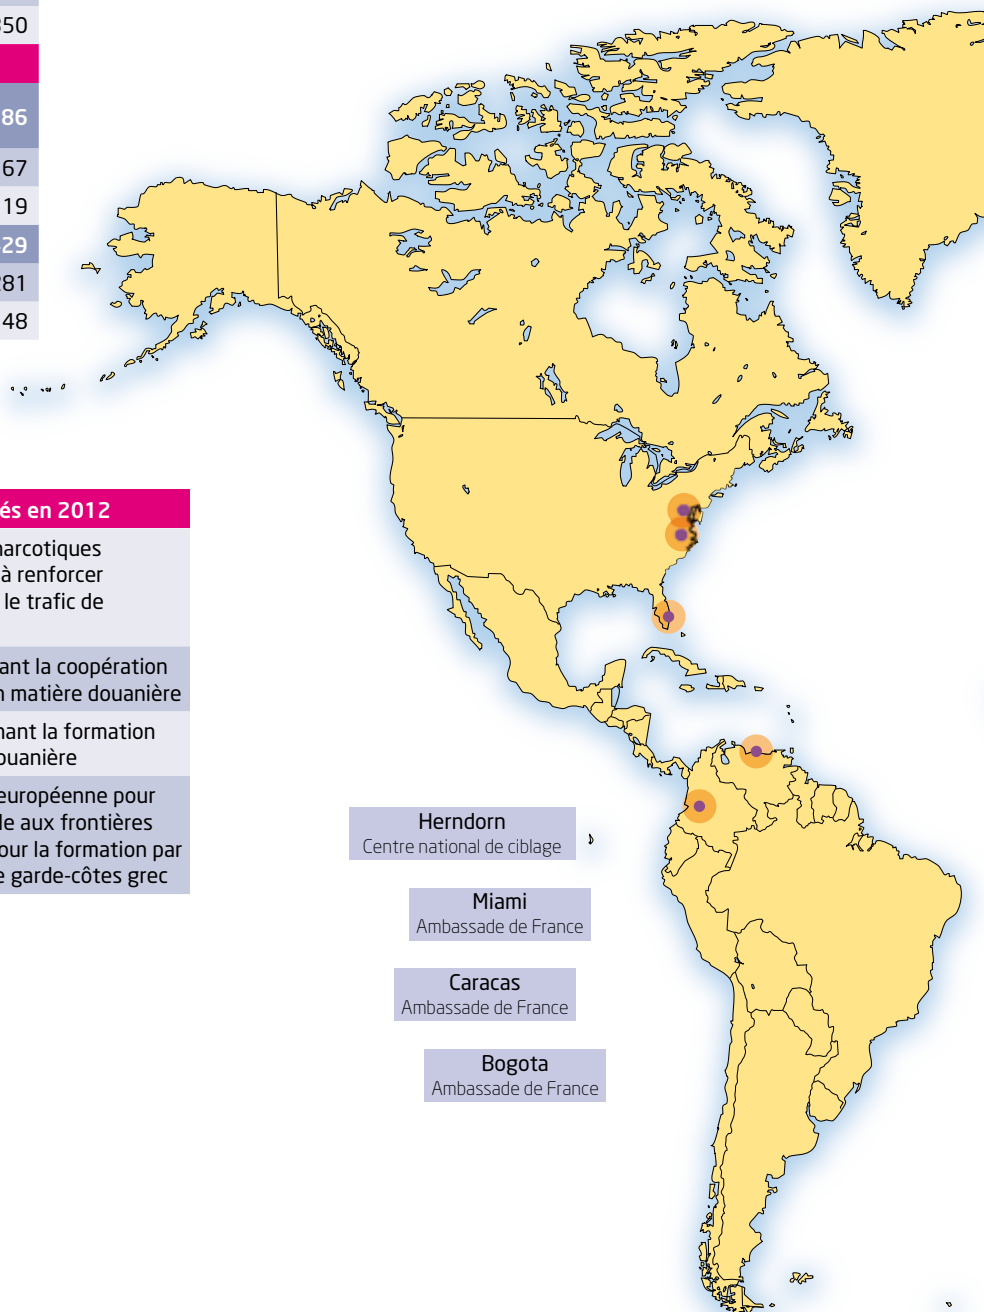 350
86
67
19
29
281
48
és en 2012
narcotiques
à renforcer
le trafic de
ant la coopération
n matière douanière
nant la formation
ouanière
européenne pour
le aux frontières
our la formation par
e garde-côtes grec
Herndorn
Centre national de ciblage
Miami
Ambassade de France
Caracas
Ambassade de France
Bogota
Ambassade de France